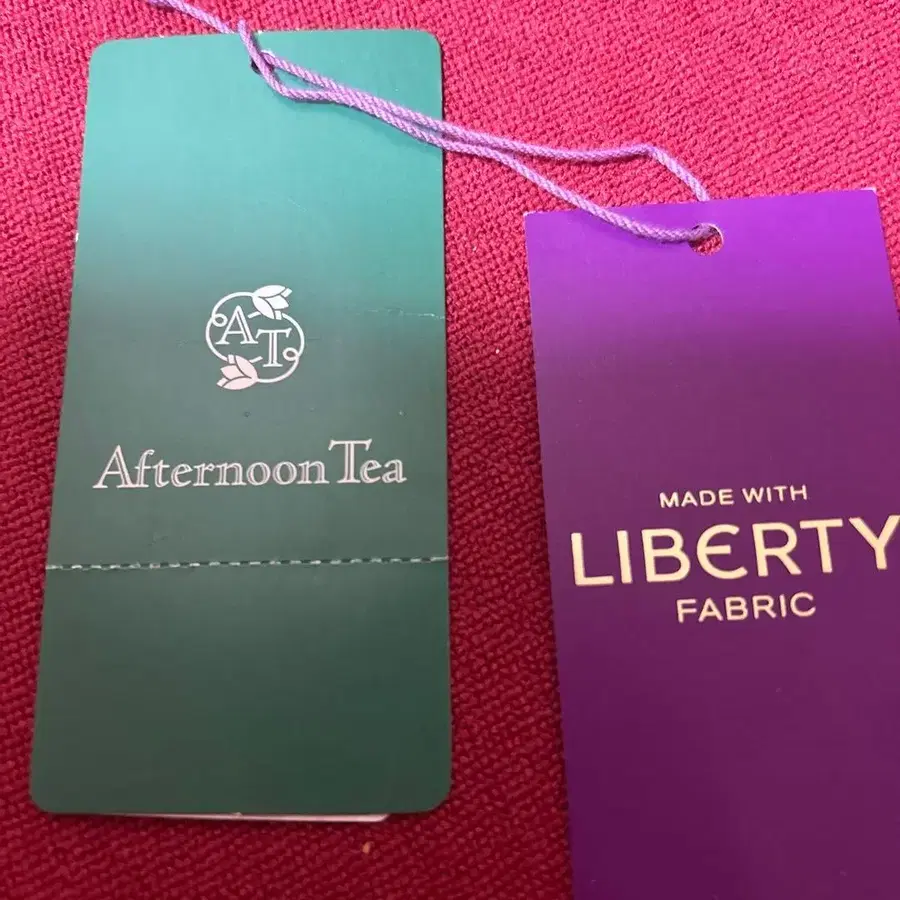 AT
Afternoon Tea
MADE WITH
LIBERTY
FABRIC